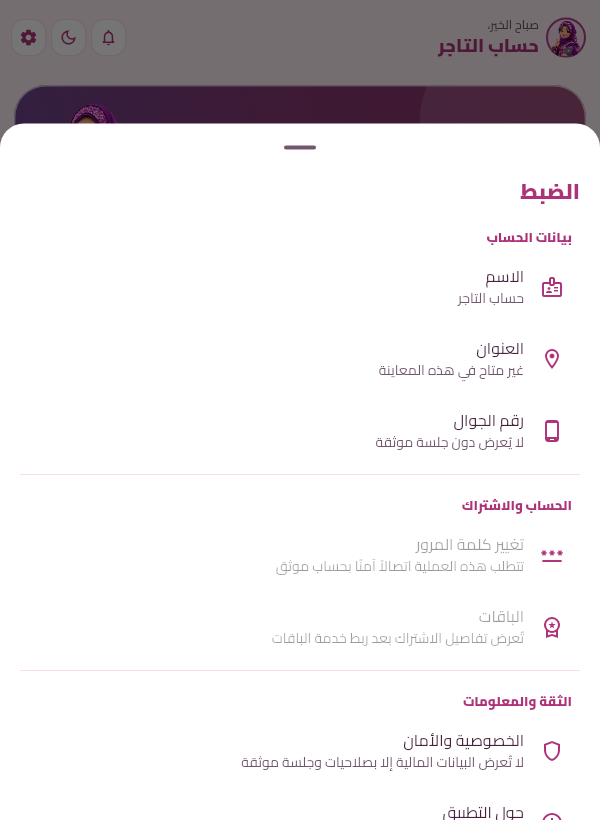 صباح الخير،
حساب التاجر
الضبط
بيانات الحساب
الاسم
حساب التاجر
العنوان
غير متاح في هذه المعاينة
رقم الجوال
لا يُعرض دون جلسة موثقة
الحساب والاشتراك
تغيير كلمة المرور
تتطلب هذه العملية اتصالاً آمنًا بحساب موثق
الباقات
تُعرض تفاصيل الاشتراك بعد ربط خدمة الباقات
الثقة والمعلومات
الخصوصية والأمان
لا تُعرض البيانات المالية إلا بصلاحيات وجلسة موثقة
حول التطبيق